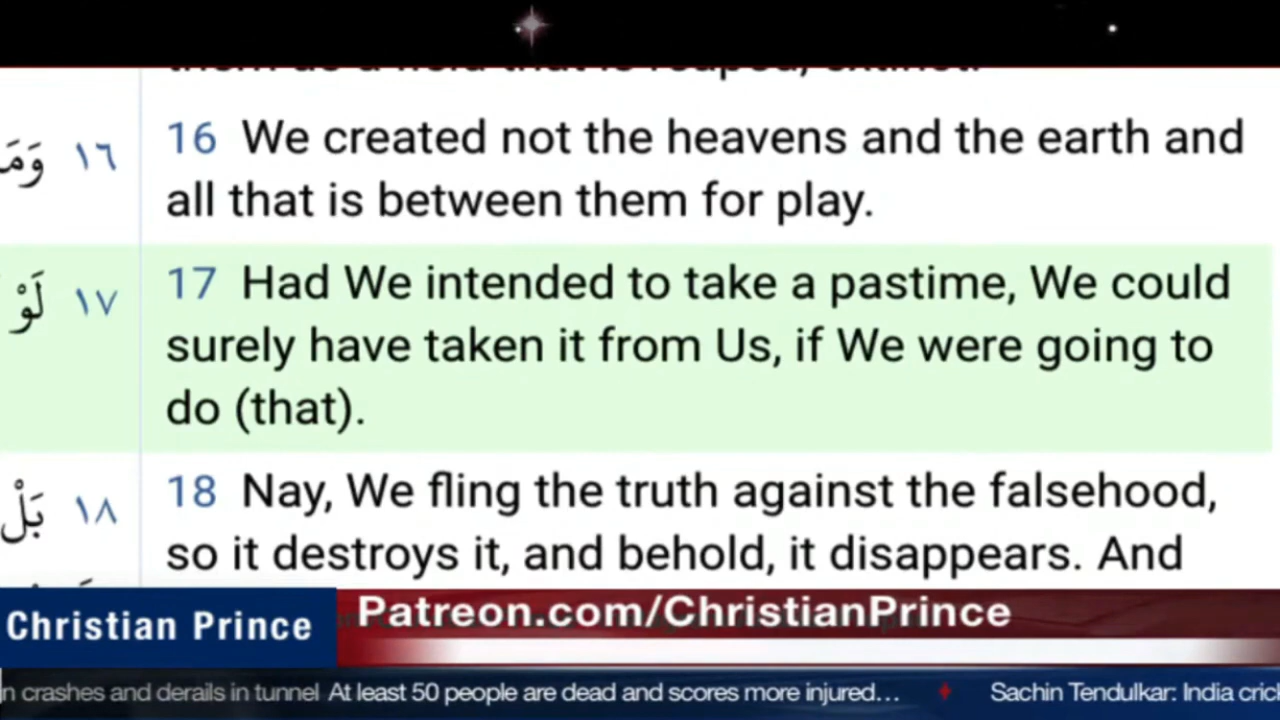 16 We created not the heavens and the earth and
all that is between them for play.
١٦
17 Had We intended to take a pastime, We could
surely have taken it from Us, if We were going to
do (that).
لَوْ ١٧
18 Nay, We fling the truth against the falsehood,
so it destroys it, and behold, it disappears. And
بَلْ ١٨
Christian Prince
Patreon.com/ChristianPrince
n crashes and derails in tunnel At least 50 people are dead and scores more injured… Sachin Tendulkar: India